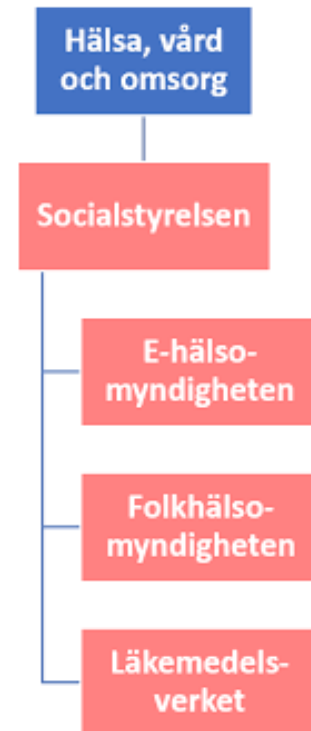 Hälsa, vård
och omsorg
Socialstyrelsen
E-hälso-
myndigheten
Folkhälso-
myndigheten
Läkemedels-
verket